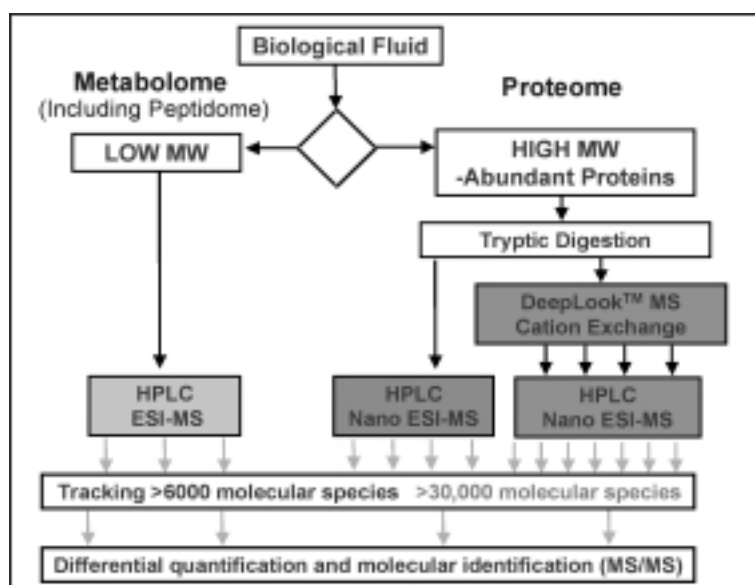 Biological Fluid
Metabolome
(Including Peptidome)
Proteome
LOW MW
HIGH MW
-Abundant Proteins
Tryptic Digestion
DeepLook™ MS
Cation Exchange
HPLC
ESI-MS
HPLC
Nano ESI-MS
HPLC
Nano ESI-MS
Tracking >6000 molecular species >30,000 molecular species
Differential quantification and molecular identification (MS/MS)